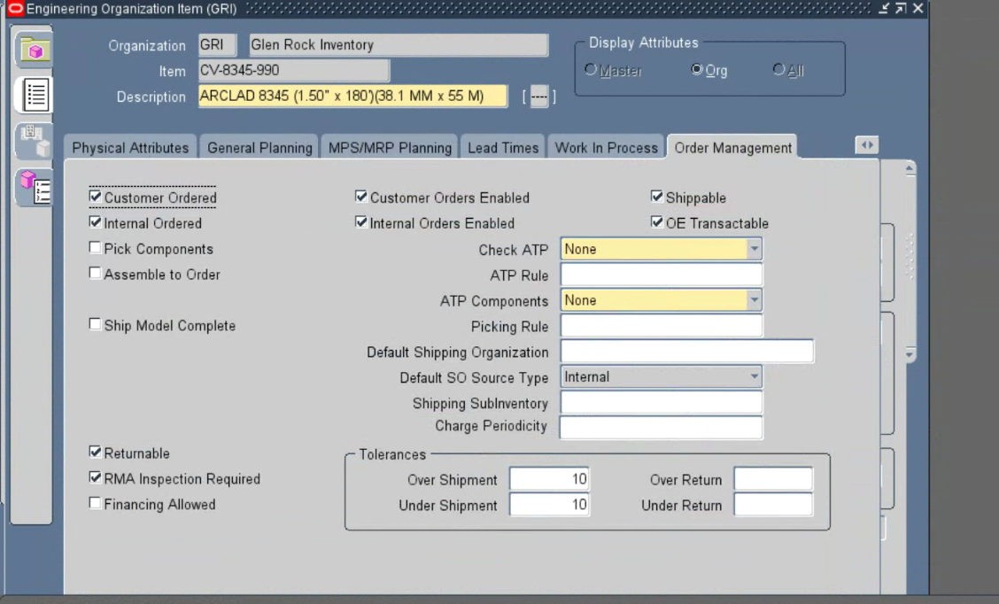 Engineering Organization Item (GRI)
Organization GRI Glen Rock Inventory
Display Attributes
Item CV-8345-990
Master Org All
Description ARCLAD 8345 (1.50" x 180')(38.1 MM x 55 M) [ ---- ]
Physical Attributes General Planning MPS/MRP Planning Lead Times Work In Process Order Management
Customer Ordered Customer Orders Enabled Shippable
Internal Ordered Internal Orders Enabled OE Transactable
Pick Components Check ATP None
Assemble to Order ATP Rule
ATP Components None
Ship Model Complete Picking Rule
Default Shipping Organization
Default SO Source Type Internal
Shipping SubInventory
Charge Periodicity
Returnable Tolerances
RMA Inspection Required Over Shipment 10 Over Return
Financing Allowed Under Shipment 10 Under Return